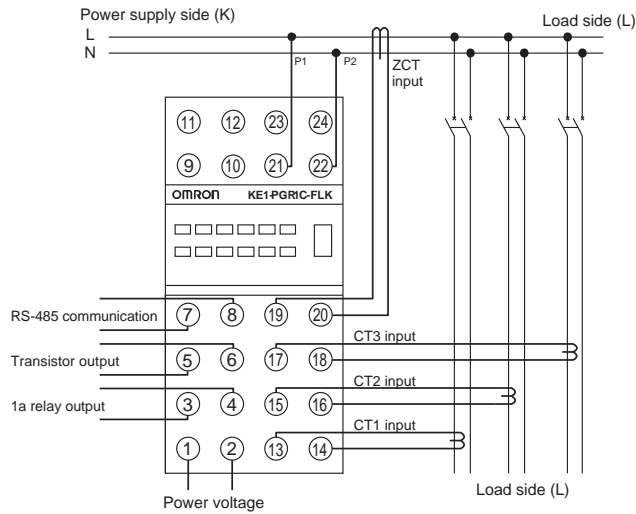 Power supply side (K)
Load side (L)
L
N
P1
P2
ZCT
input
11
12
23
24
9
10
21
22
OMRON
KE1-PGR1C-FLK
7
8
19
20
RS-485 communication
CT3 input
5
6
17
18
Transistor output
CT2 input
3
4
15
16
1a relay output
CT1 input
1
2
13
14
Load side (L)
Power voltage